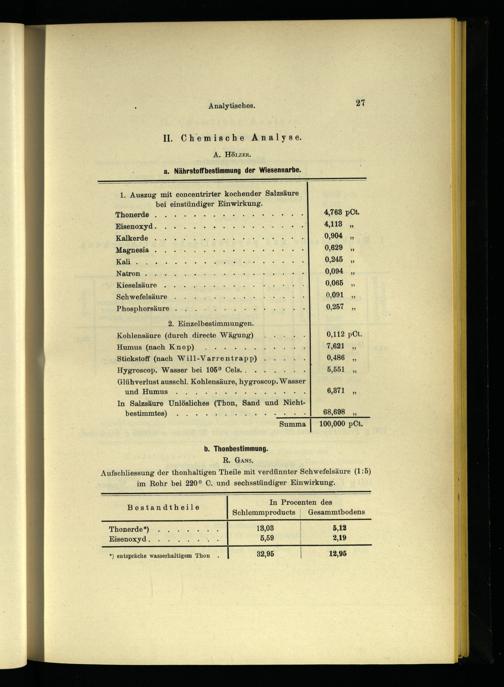 Analytisches. 27
II. Chemische Analyse.
A. Hölzer.
a. Nährstoffbestimmung der Wiesennarbe.
1. Auszug mit concentrirter kochender Salzsäure
bei einstündiger Einwirkung.
Thonerde . . . . . . . . . . . . . . 4,763 pCt.
Eisenoxyd . . . . . . . . . . . . . . 4,113 „
Kalkerde . . . . . . . . . . . . . . 0,904 „
Magnesia . . . . . . . . . . . . . . 0,629 „
Kali . . . . . . . . . . . . . . . 0,245 „
Natron . . . . . . . . . . . . . . 0,094 „
Kieselsäure . . . . . . . . . . . . . 0,065 „
Schwefelsäure . . . . . . . . . . . . 0,091 „
Phosphorsäure . . . . . . . . . . . . 0,257 „
2. Einzelbestimmungen.
Kohlensäure (durch directe Wägung) . . . . 0,112 pCt.
Humus (nach Knop) . . . . . . . . . 7,621 „
Stickstoff (nach Will-Varrentrapp) . . . . . 0,486 „
Hygroscop. Wasser bei 105° Cels. . . . . . . 5,551 „
Glühverlust ausschl. Kohlensäure, hygroscop. Wasser
und Humus . . . . . . . . . . . . 6,371 „
In Salzsäure Unlösliches (Thon, Sand und Nicht-
bestimmtes) . . . . . . . . . . . . 68,698 „
Summa 100,000 pCt.
b. Thonbestimmung.
R. Gans.
Aufschliessung der thonhaltigen Theile mit verdünnter Schwefelsäure (1:5)
im Rohr bei 220° C. und sechsstündiger Einwirkung.
Bestandtheile In Procenten des
Schlemmproducts Gesammtbodens
Thonerde*) . . . . . . . 13,03 5,12
Eisenoxyd . . . . . . . . 5,59 2,19
*) entspräche wasserhaltigem Thon . 32,95 12,95